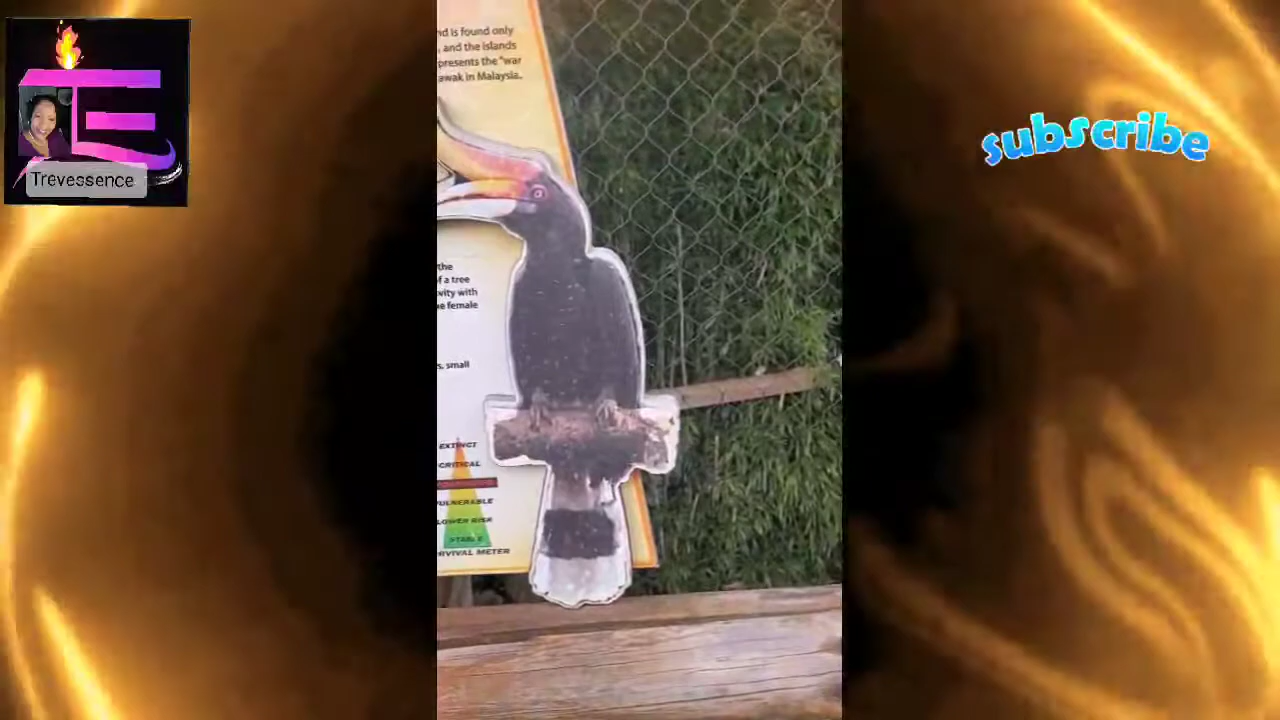 nd is found only
, and the islands
presents the "war
awak in Malaysia.
Trevessence
subscribe
the
of a tree
vity with
e female
s, small
EXTINCT
CRITICAL
VULNERABLE
LOWER RISK
STABLE
RVIVAL METER